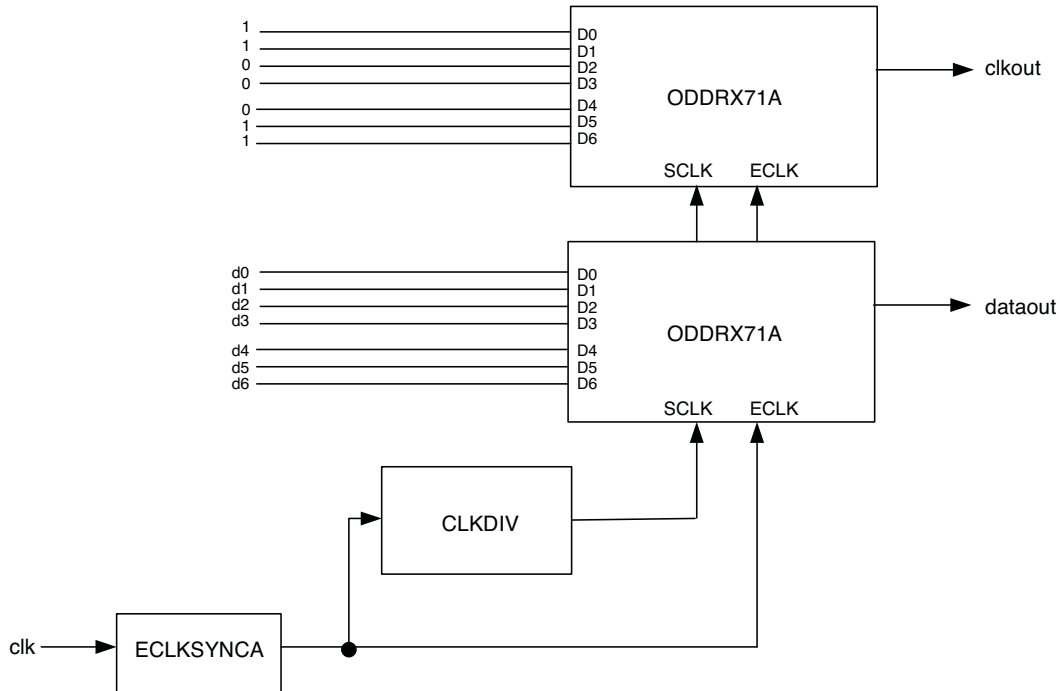 1
1
0
0
0
1
1
D0
D1
D2
D3
D4
D5
D6
ODDRX71A
SCLK ECLK
clkout
d0
d1
d2
d3
d4
d5
d6
D0
D1
D2
D3
D4
D5
D6
ODDRX71A
SCLK ECLK
dataout
CLKDIV
clk
ECLKSYNCA